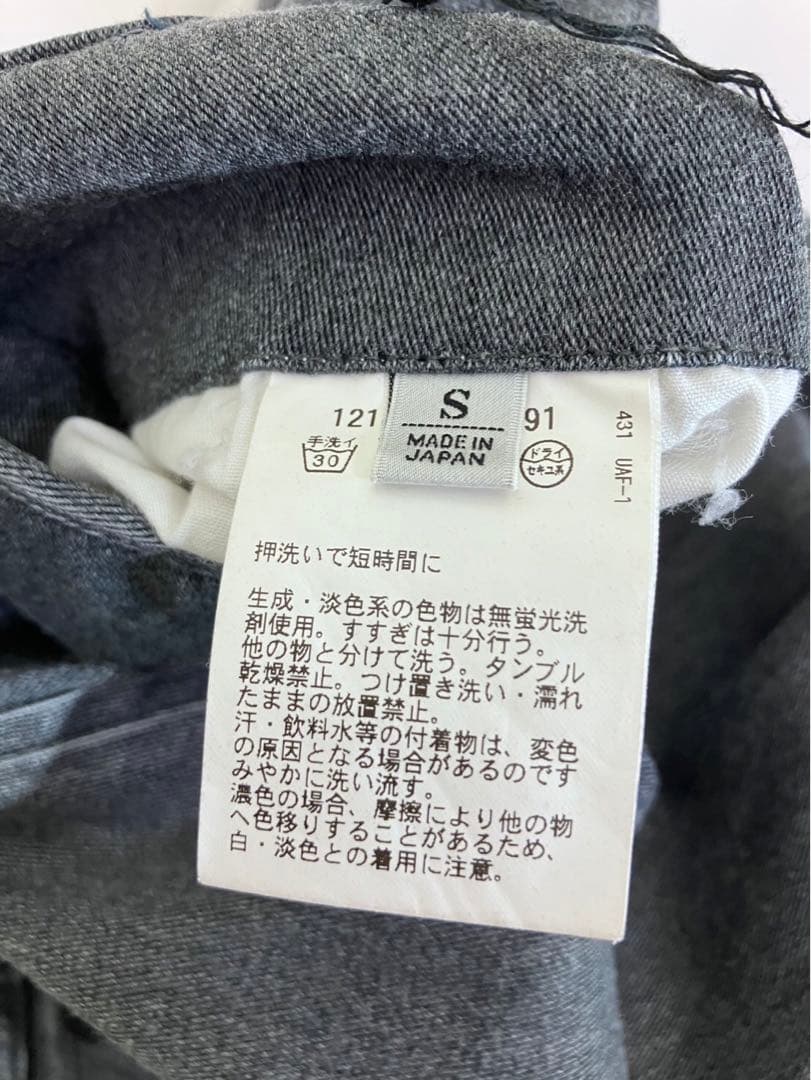 121
S
91
MADE IN
JAPAN
手洗イ
30
ドライ
セキユ系
431 UAF-1
押洗いで短時間に
生成・淡色系の色物は無蛍光洗
剤使用。すすぎは十分行う。
他の物と分けて洗う。タンブル
乾燥禁止。つけ置き洗い・濡れ
たままの放置禁止。
汗・飲料水等の付着物は、変色
の原因となる場合があるのです
みやかに洗い流す。
濃色の場合、摩擦により他の物
へ色移りすることがあるため、
白・淡色との着用に注意。